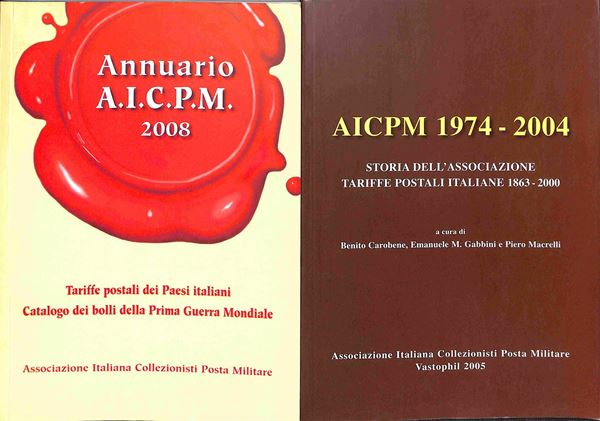 Annuario
A.I.C.P.M.
2008
Tariffe postali dei Paesi italiani
Catalogo dei bolli della Prima Guerra Mondiale
Associazione Italiana Collezionisti Posta Militare
AICPM 1974 - 2004
STORIA DELL'ASSOCIAZIONE
TARIFFE POSTALI ITALIANE 1863 - 2000
a cura di
Benito Carobene, Emanuele M. Gabbini e Piero Macrelli
Associazione Italiana Collezionisti Posta Militare
Vastophil 2005